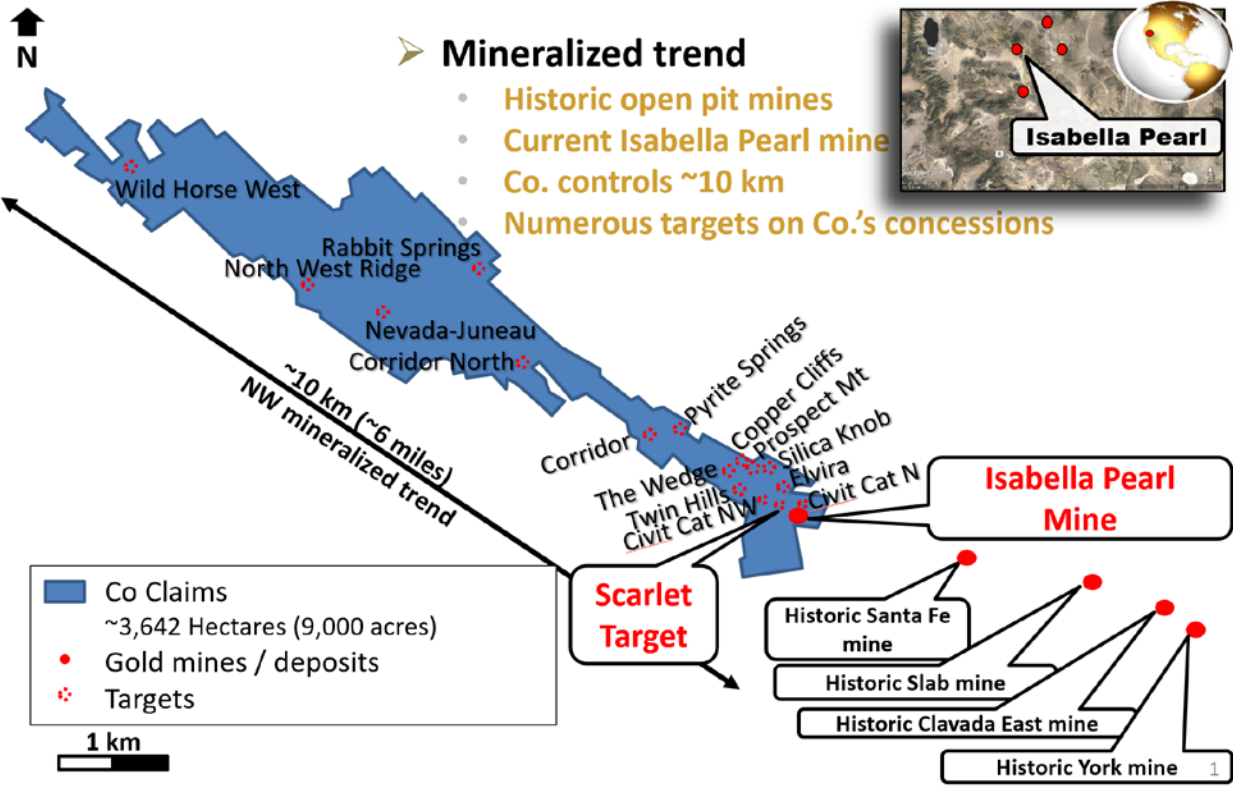 N
Mineralized trend
Historic open pit mines
Current Isabella Pearl mine
Co. controls ~10 km
Numerous targets on Co.'s concessions
Isabella Pearl
Wild Horse West
Rabbit Springs
North West Ridge
Nevada-Juneau
Corridor North
~10 km (~6 miles)
NW mineralized trend
Pyrite Springs
Copper Cliffs
Prospect Mt
Silica Knob
Corridor
The Wedge
Elvira
Twin Hills
Civit Cat N
Civit Cat NW
Isabella Pearl
Mine
Scarlet
Target
Co Claims
~3,642 Hectares (9,000 acres)
Gold mines / deposits
Targets
1 km
Historic Santa Fe
mine
Historic Slab mine
Historic Clavada East mine
Historic York mine
1